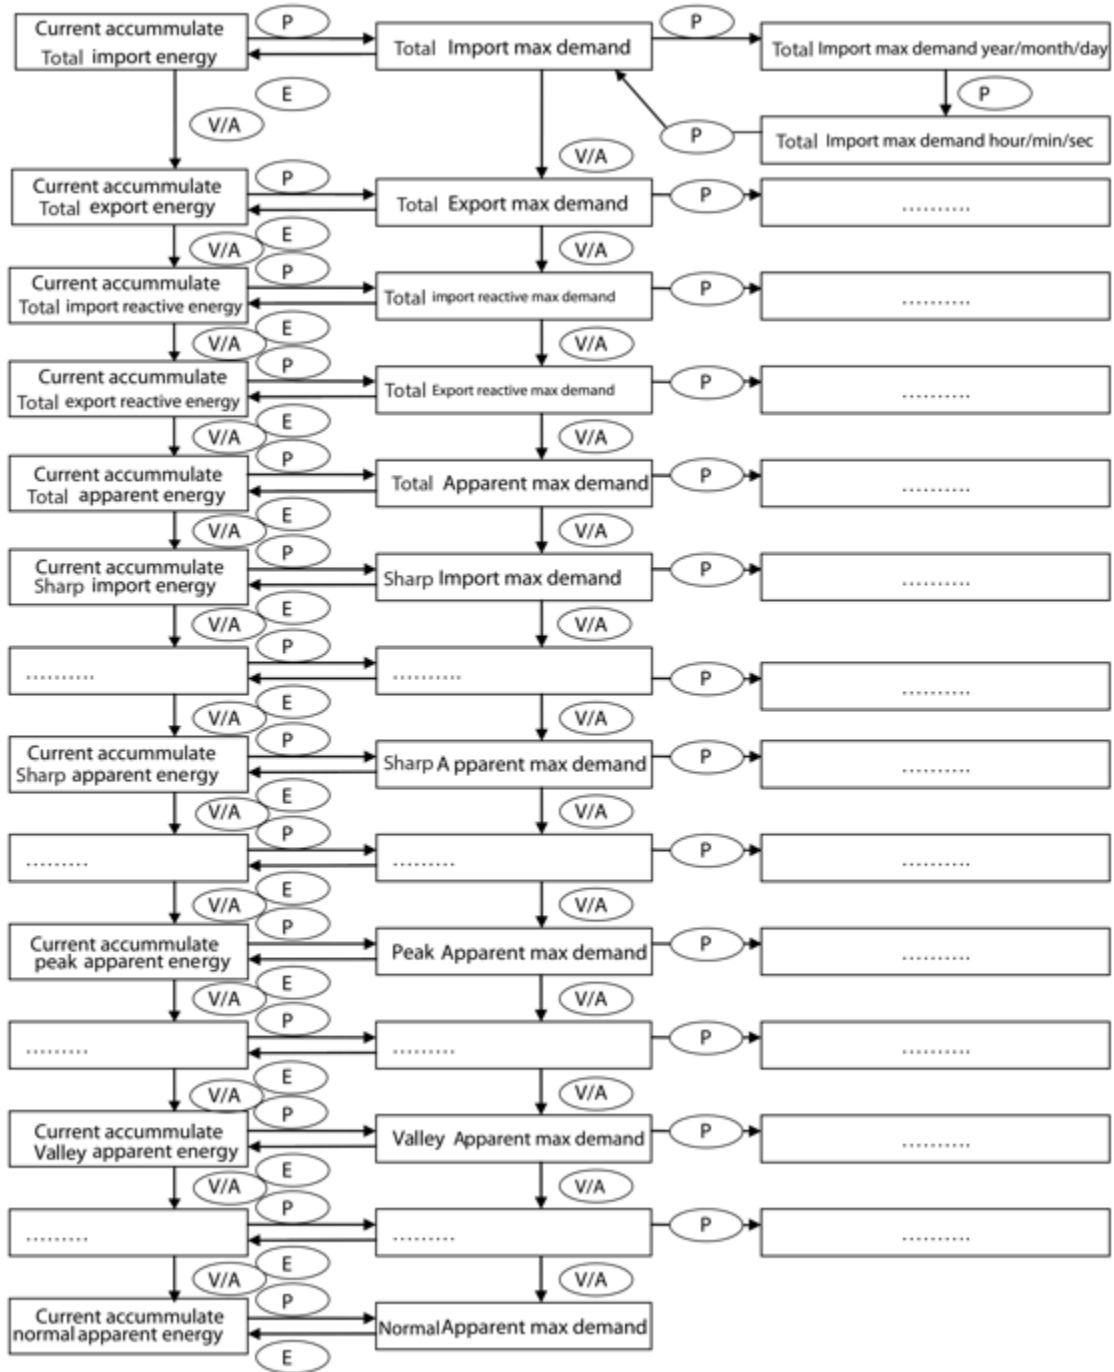 Current accumulate
Total import energy
P
Total Import max demand
P
Total Import max demand year/month/day
E
V/A
P
P
Total Import max demand hour/min/sec
V/A
Current accummulate
Total export energy
P
Total Export max demand
P
..........
E
V/A
V/A
Current accummulate
Total import reactive energy
P
Total import reactive max demand
P
..........
E
V/A
V/A
Current accummulate
Total export reactive energy
P
Total Export reactive max demand
P
..........
E
V/A
V/A
Current accummulate
Total apparent energy
P
Total Apparent max demand
P
..........
E
V/A
V/A
Current accummulate
Sharp import energy
P
Sharp Import max demand
P
..........
E
V/A
V/A
..........
P
..........
P
..........
E
V/A
V/A
Current accummulate
Sharp apparent energy
P
Sharp A pparent max demand
P
..........
E
V/A
V/A
.........
P
.........
P
..........
E
V/A
V/A
Current accummulate
peak apparent energy
P
Peak Apparent max demand
P
..........
E
V/A
V/A
.........
P
.........
P
..........
E
V/A
V/A
Current accummulate
Valley apparent energy
P
Valley Apparent max demand
P
..........
E
V/A
V/A
.........
P
.........
P
..........
E
V/A
V/A
Current accummulate
normal apparent energy
P
Normal Apparent max demand
E